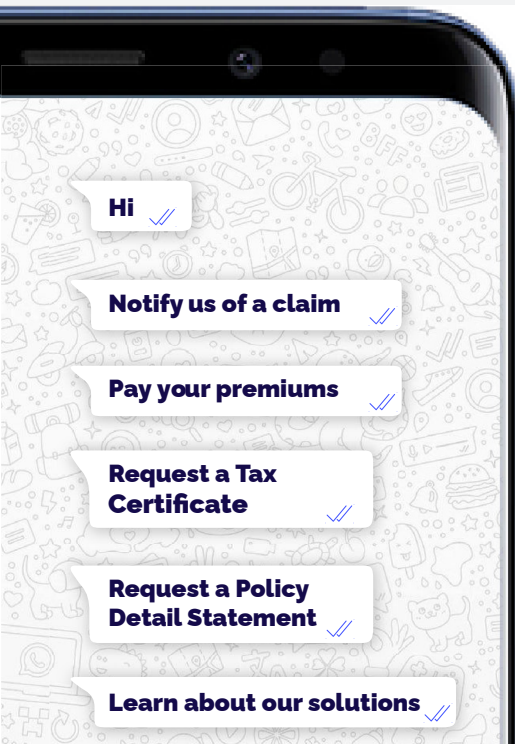 Hi
Notify us of a claim
Pay your premiums
Request a Tax
Certificate
Request a Policy
Detail Statement
Learn about our solutions